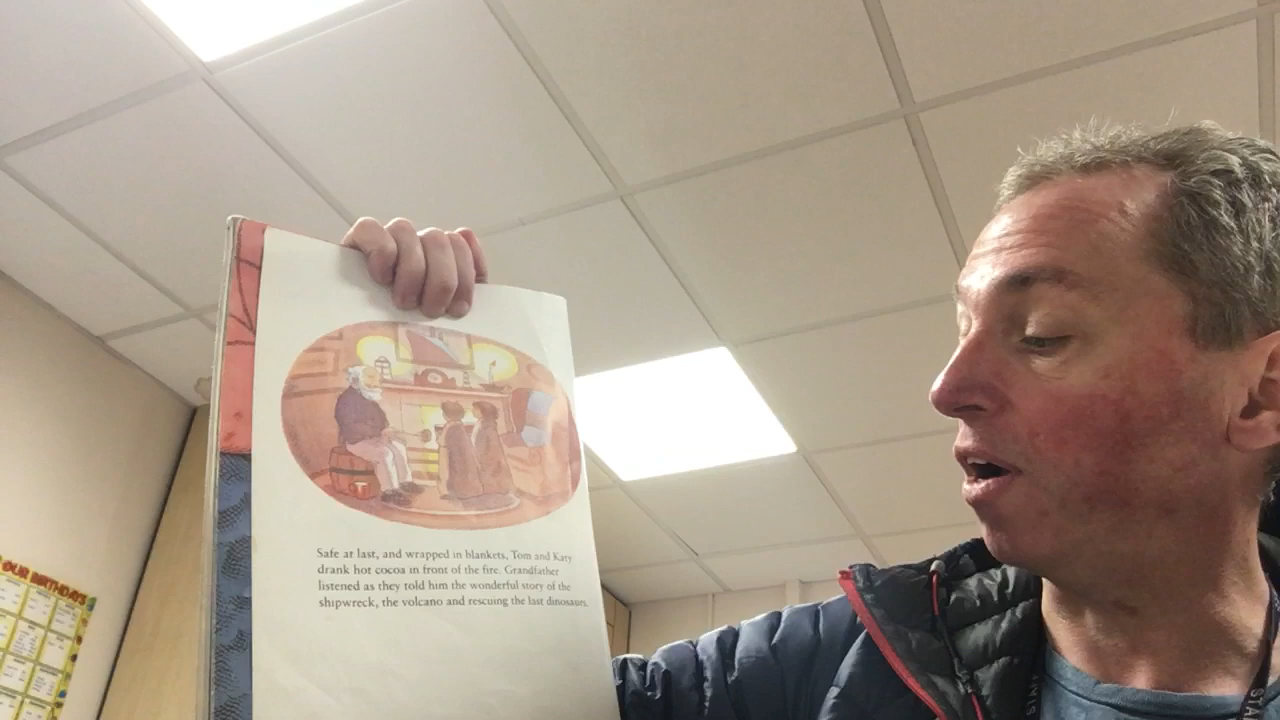 Safe at last, and wrapped in blankets, Tom and Katy
drank hot cocoa in front of the fire. Grandfather
listened as they told him the wonderful story of the
shipwreck, the volcano and rescuing the last dinosaurs.
OUR BIRTHDAYS